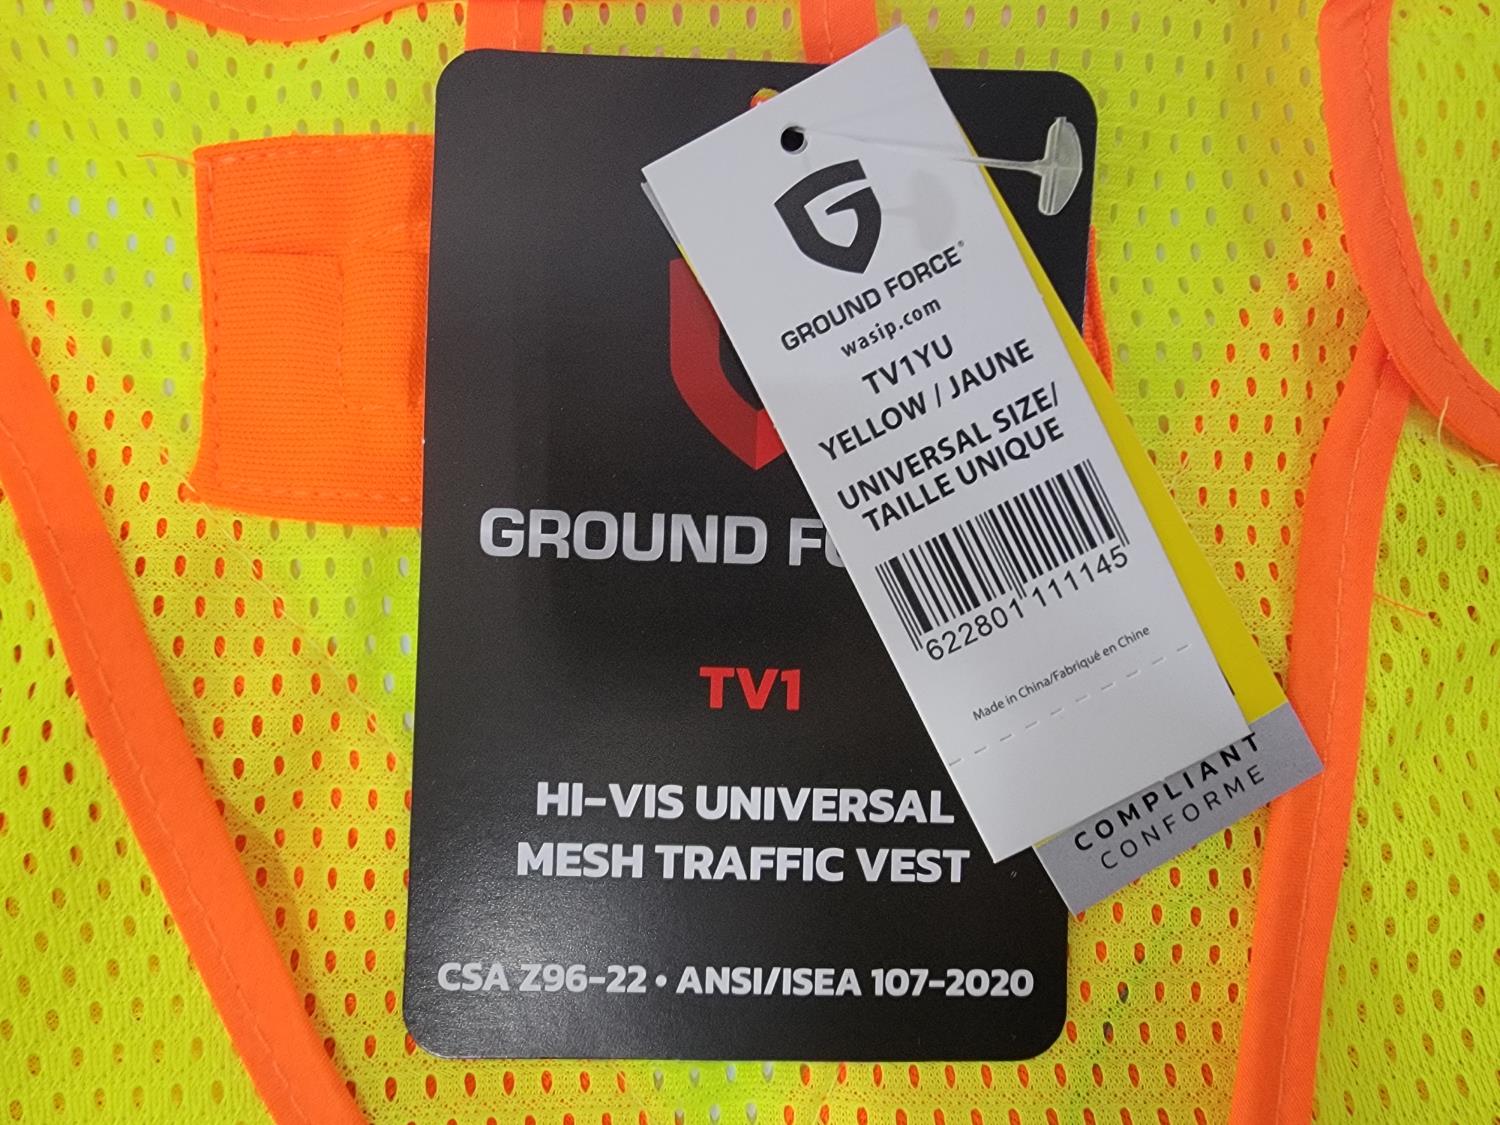 GROUND FORCE®
wasip.com
TV1YU
YELLOW / JAUNE
UNIVERSAL SIZE/
TAILLE UNIQUE
622801 111145
Made in China/Fabriqué en Chine
COMPLIANT
CONFORME
GROUND F
TV1
HI-VIS UNIVERSAL
MESH TRAFFIC VEST
CSA Z96-22 • ANSI/ISEA 107-2020